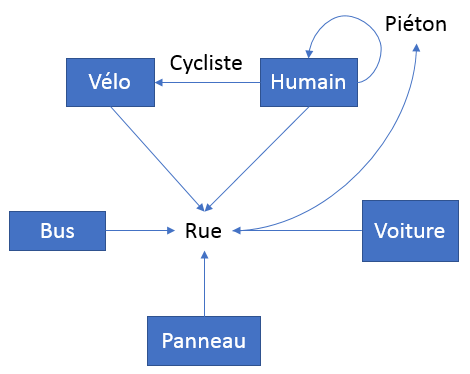 Piéton
Cycliste
Vélo
Humain
Bus
Rue
Voiture
Panneau